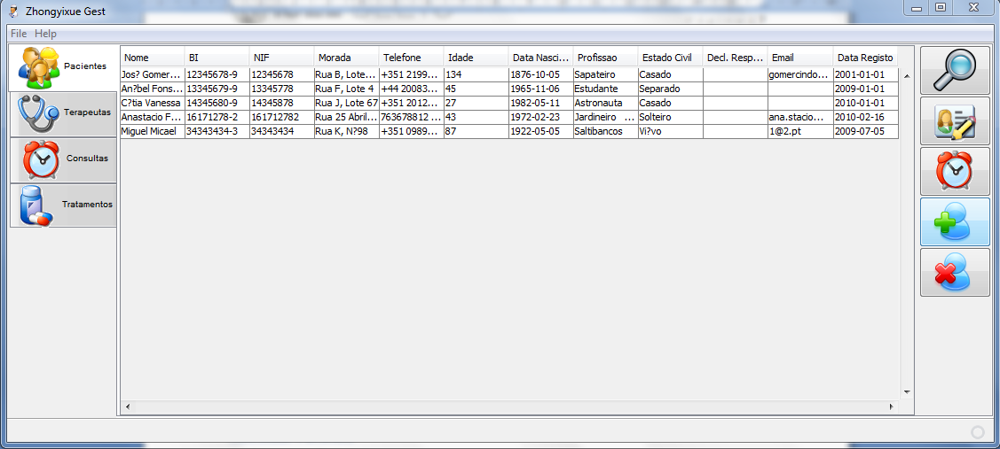 Zhongyixue Gest
File Help
Pacientes
Terapeutas
Consultas
Tratamentos
Nome BI NIF Morada Telefone Idade Data Nasci... Profissao Estado Civil Decl. Resp... Email Data Registo
Jos? Gomer... 12345678-9 12345678 Rua B, Lote... +351 2199... 134 1876-10-05 Sapateiro Casado gomercindo... 2001-01-01
An?bel Fons... 13345679-9 13345778 Rua F, Lote 4 +44 20083... 45 1965-11-06 Estudante Separado 2009-01-01
C?tia Vanessa 14345680-9 14345878 Rua J, Lote 67 +351 2012... 27 1982-05-11 Astronauta Casado 2010-01-01
Anastacio F... 16171278-2 161712782 Rua 25 Abril... 763678812 ... 43 1972-02-23 Jardineiro ... Solteiro ana.stacio... 2010-02-16
Miguel Micael 34343434-3 34343434 Rua K, N?98 +351 0989... 87 1922-05-05 Saltibancos Vi?vo 1@2.pt 2009-07-05